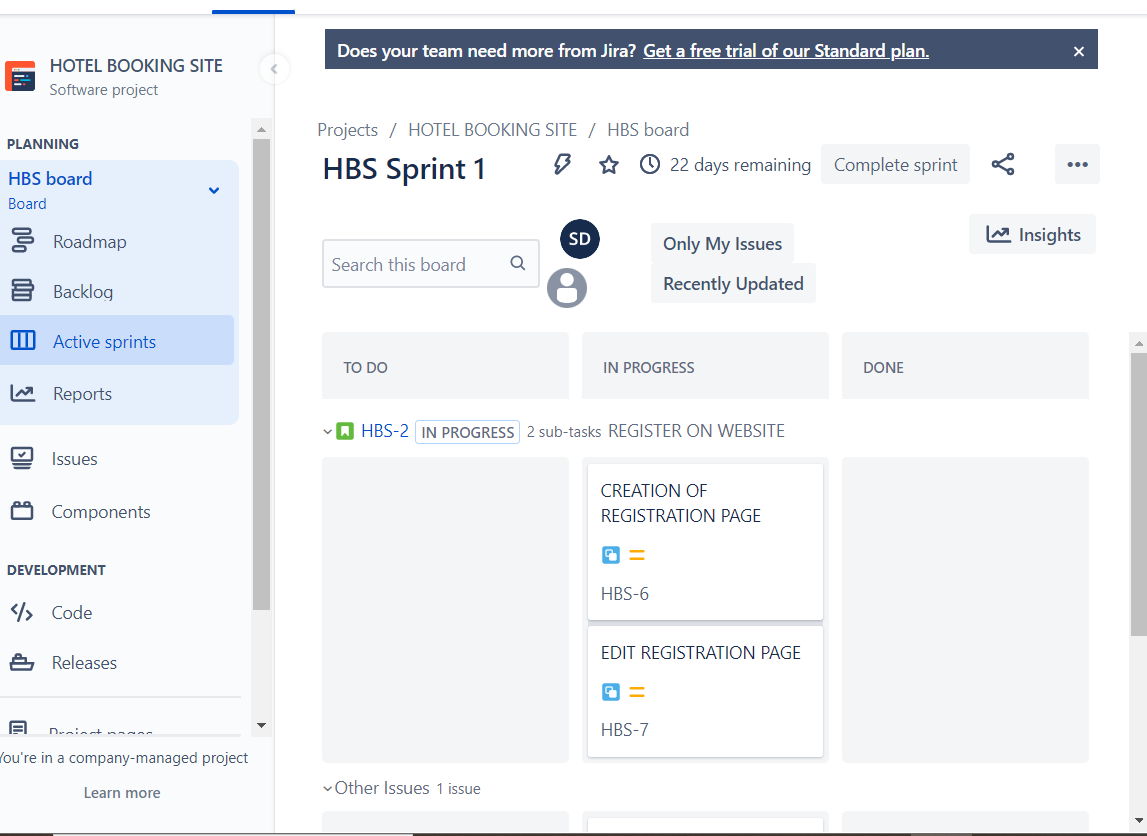 HOTEL BOOKING SITE
Software project
PLANNING
HBS board
Board
Roadmap
Backlog
Active sprints
Reports
Issues
Components
DEVELOPMENT
Code
Releases
Project pages
You're in a company-managed project
Learn more
Does your team need more from Jira? Get a free trial of our Standard plan.
Projects / HOTEL BOOKING SITE / HBS board
HBS Sprint 1
22 days remaining
Complete sprint
Search this board
SD
Only My Issues
Recently Updated
Insights
TO DO
IN PROGRESS
DONE
HBS-2 IN PROGRESS 2 sub-tasks REGISTER ON WEBSITE
CREATION OF
REGISTRATION PAGE
HBS-6
EDIT REGISTRATION PAGE
HBS-7
Other Issues 1 issue